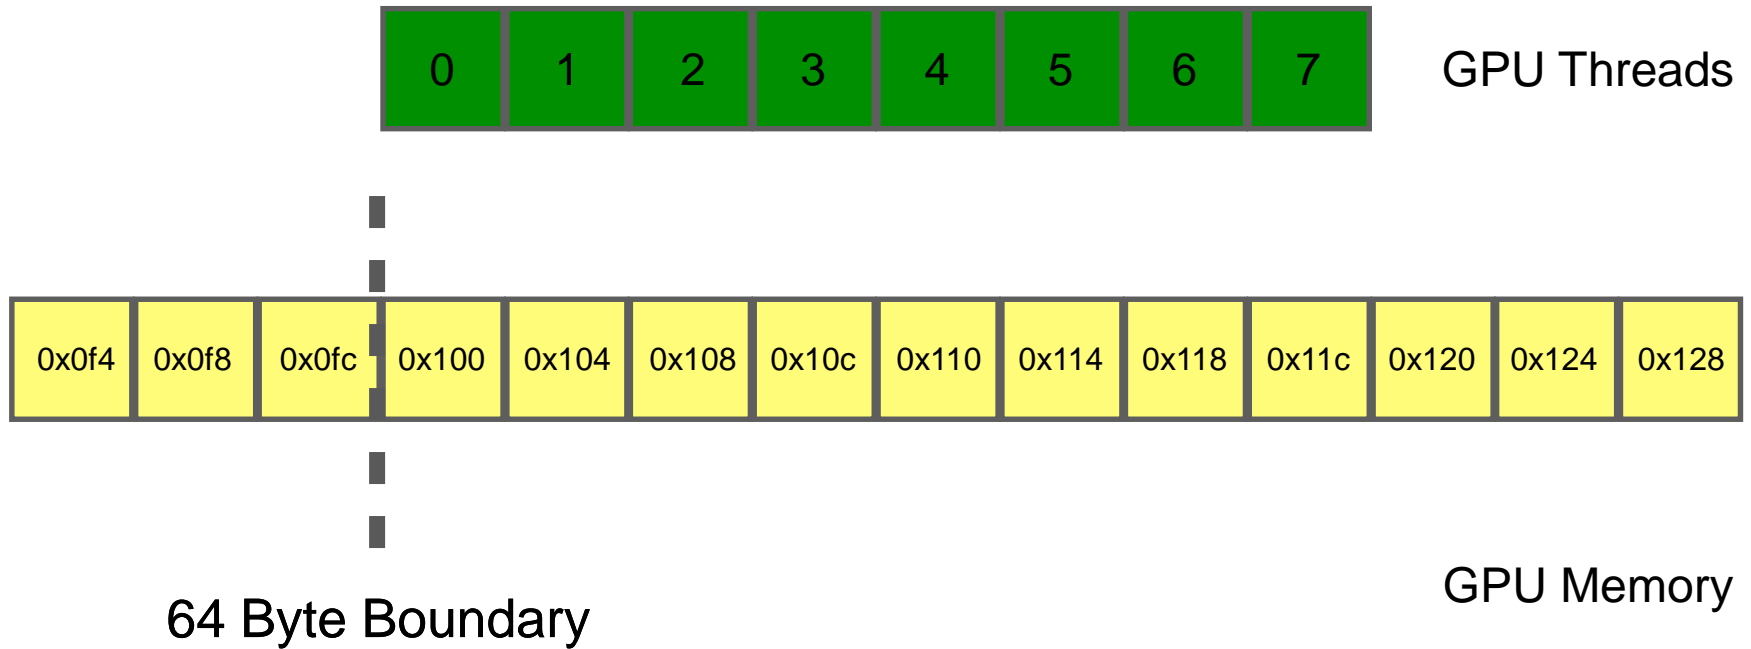 0 1 2 3 4 5 6 7 GPU Threads
0x0f4 0x0f8 0x0fc 0x100 0x104 0x108 0x10c 0x110 0x114 0x118 0x11c 0x120 0x124 0x128
GPU Memory
64 Byte Boundary